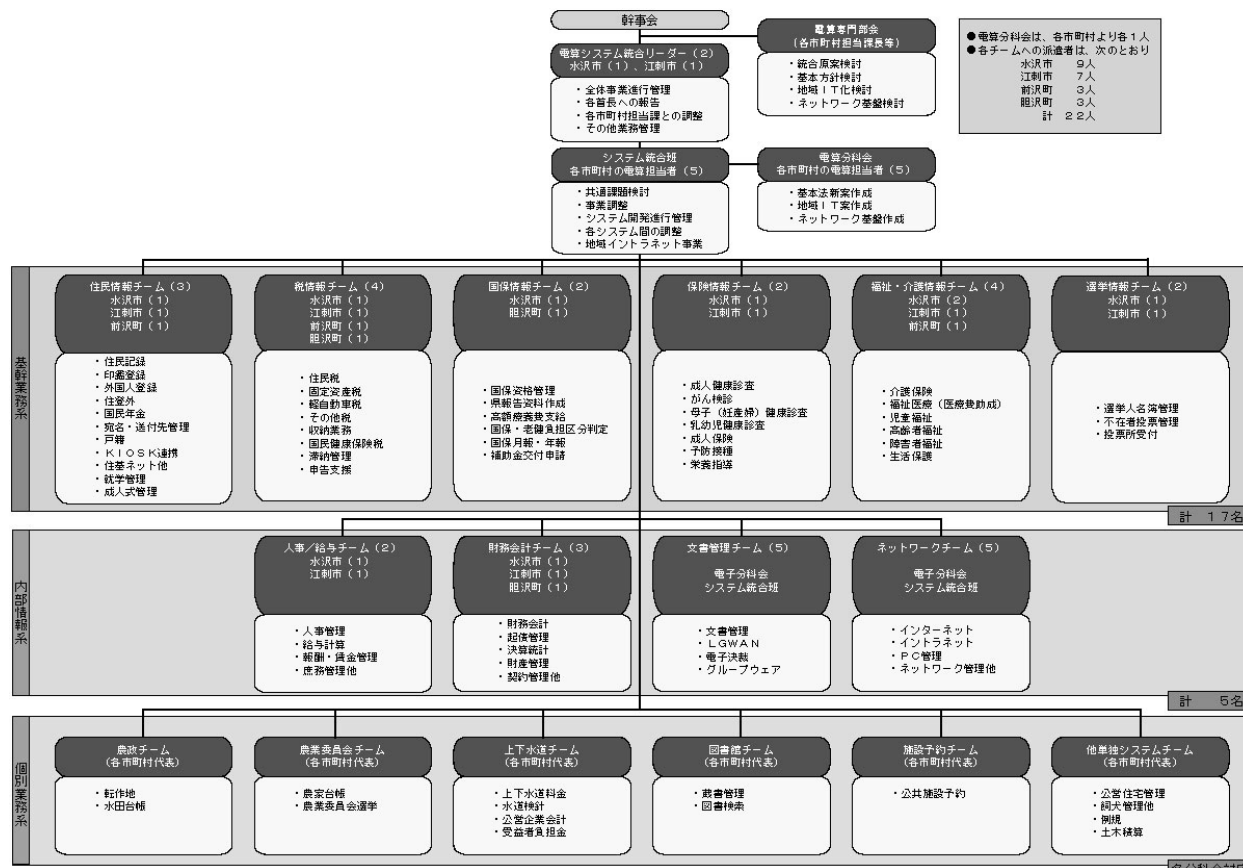 幹事会
電算システム統合リーダー（２）
水沢市（１）、江刺市（１）
・全体事業進行管理
・各首長への報告
・各市町村担当課との調整
・その他業務管理
電算専門部会
（各市町村担当課長等）
・統合原案検討
・基本方針検討
・地域ＩＴ化検討
・ネットワーク基盤検討
●電算分科会は、各市町村より各１人
●各チームへの派遣者は、次のとおり
水沢市　９人
江刺市　７人
前沢町　３人
胆沢町　３人
計　２２人
システム統合班
各市町村の電算担当者（５）
・共通課題検討
・事業調整
・システム開発進行管理
・各システム間の調整
・地域イントラネット事業
電算分科会
各市町村の電算担当者（５）
・基本法新案作成
・地域ＩＴ案作成
・ネットワーク基盤作成
基幹業務系
住民情報チーム（３）
水沢市（１）
江刺市（１）
前沢町（１）
・住民記録
・印鑑登録
・外国人登録
・住登外
・国民年金
・宛名・送付先管理
・戸籍
・ＫＩＯＳＫ連携
・住基ネット他
・就学管理
・成人式管理
税情報チーム（４）
水沢市（１）
江刺市（１）
前沢町（１）
胆沢町（１）
・住民税
・固定資産税
・軽自動車税
・その他税
・収納業務
・国民健康保険税
・滞納管理
・申告支援
国保情報チーム（２）
水沢市（１）
胆沢町（１）
・国保資格管理
・県報告資料作成
・高額療養費支給
・国保・老健負担区分判定
・国保月報・年報
・補助金交付申請
保険情報チーム（２）
水沢市（１）
江刺市（１）
・成人健康診査
・がん検診
・母子（妊産婦）健康診査
・乳幼児健康診査
・成人保険
・予防接種
・栄養指導
福祉・介護情報チーム（４）
水沢市（２）
江刺市（１）
前沢町（１）
・介護保険
・福祉医療（医療費助成）
・児童福祉
・高齢者福祉
・障害者福祉
・生活保護
選挙情報チーム（２）
水沢市（１）
江刺市（１）
・選挙人名簿管理
・不在者投票管理
・投票所受付
計　１７名
内部情報系
人事／給与チーム（２）
水沢市（１）
江刺市（１）
・人事管理
・給与計算
・報酬・賃金管理
・庶務管理他
財務会計チーム（３）
水沢市（１）
江刺市（１）
胆沢町（１）
・財務会計
・起債管理
・決算統計
・財産管理
・契約管理他
文書管理チーム（５）
電子分科会
システム統合班
・文書管理
・ＬＧＷＡＮ
・電子決裁
・グループウェア
ネットワークチーム（５）
電子分科会
システム統合班
・インターネット
・イントラネット
・ＰＣ管理
・ネットワーク管理他
計　５名
個別業務系
農政チーム
（各市町村代表）
・転作地
・水田台帳
農業委員会チーム
（各市町村代表）
・農家台帳
・農業委員会選挙
上下水道チーム
（各市町村代表）
・上下水道料金
・水道検針
・公営企業会計
・受益者負担金
図書館チーム
（各市町村代表）
・蔵書管理
・図書検索
施設予約チーム
（各市町村代表）
・公共施設予約
他単独システムチーム
（各市町村代表）
・公営住宅管理
・飼犬管理他
・例規
・土木積算